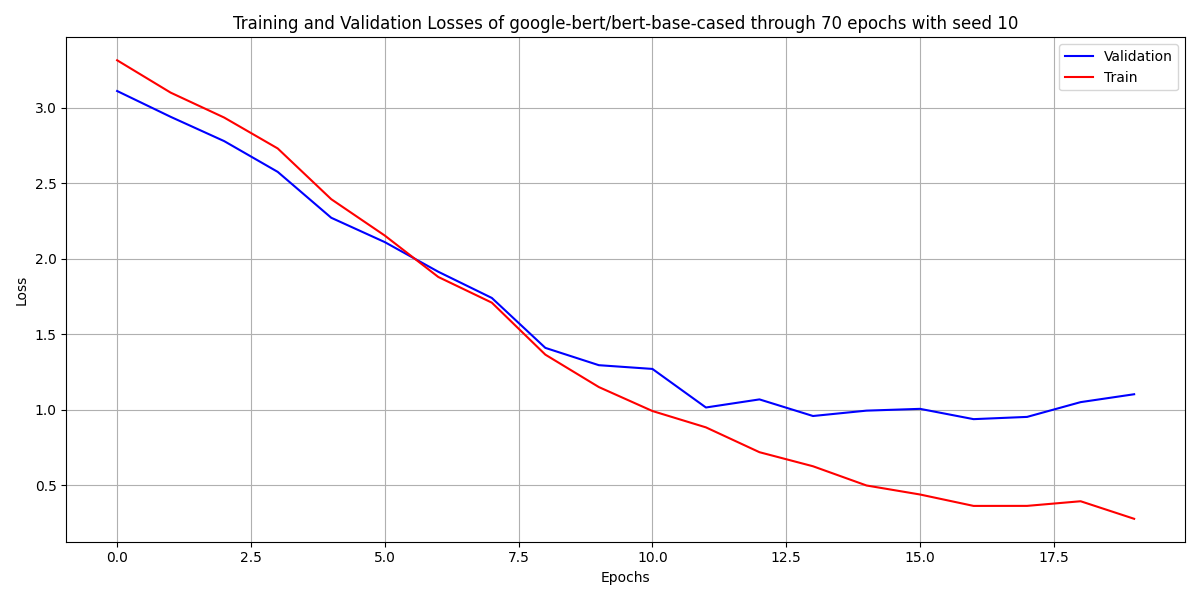 Training and Validation Losses of google-bert/bert-base-cased through 70 epochs with seed 10
Validation
Train
Loss
3.0
2.5
2.0
1.5
1.0
0.5
0.0 2.5 5.0 7.5 10.0 12.5 15.0 17.5
Epochs